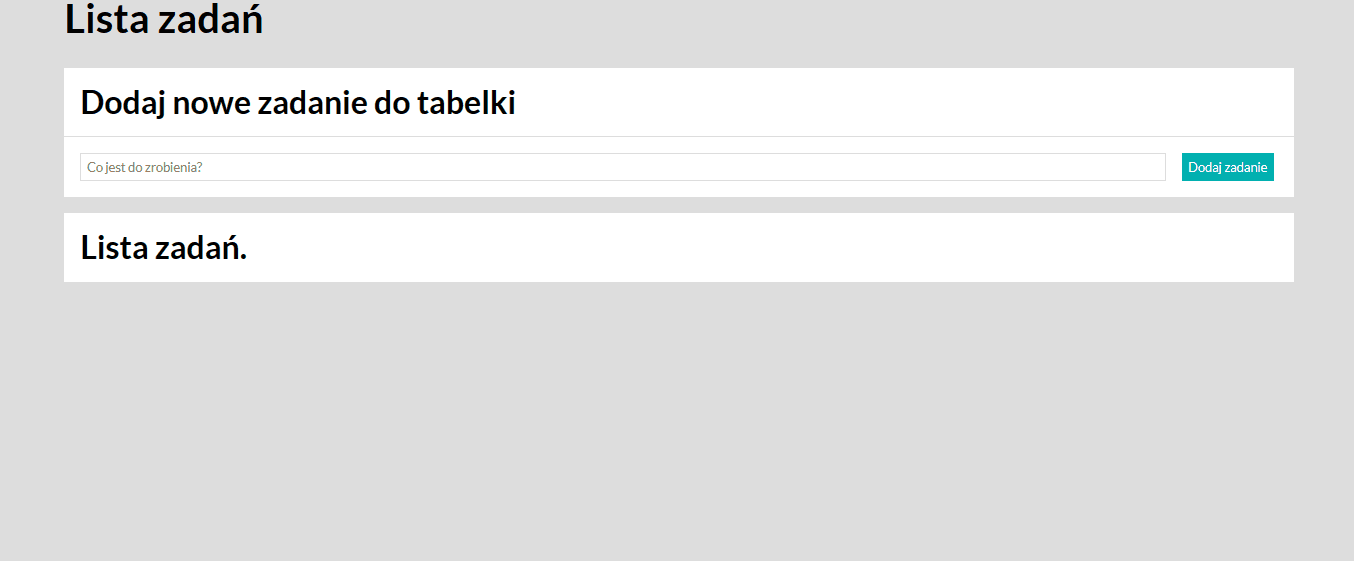 Lista zadań
Dodaj nowe zadanie do tabelki
Co jest do zrobienia?
Dodaj zadanie
Lista zadań.